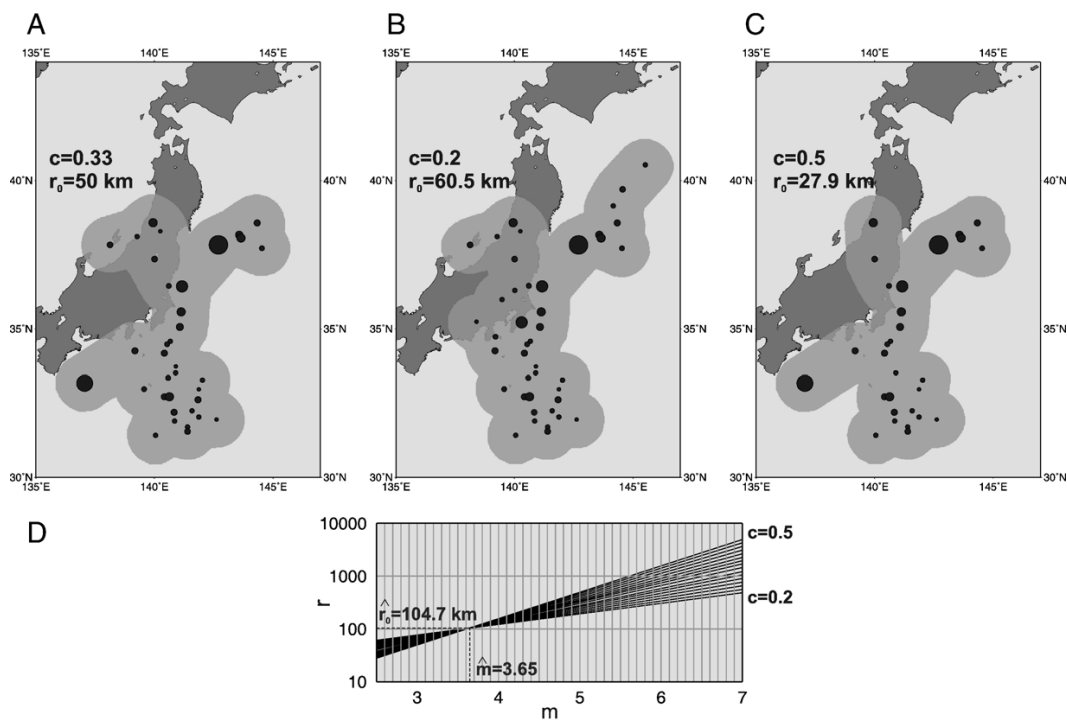 A B C
135˚E 140˚E 145˚E 135˚E 140˚E 145˚E 135˚E 140˚E 145˚E
c=0.33
r₀=50 km
c=0.2
r₀=60.5 km
c=0.5
r₀=27.9 km
40˚N 40˚N 40˚N 40˚N
35˚N 35˚N 35˚N 35˚N
30˚N 30˚N 30˚N 30˚N
135˚E 140˚E 145˚E 135˚E 140˚E 145˚E 135˚E 140˚E 145˚E
D
10000
1000
100
10
r
r̂₀=104.7 km
m̂=3.65
c=0.5
c=0.2
3 4 5 6 7
m